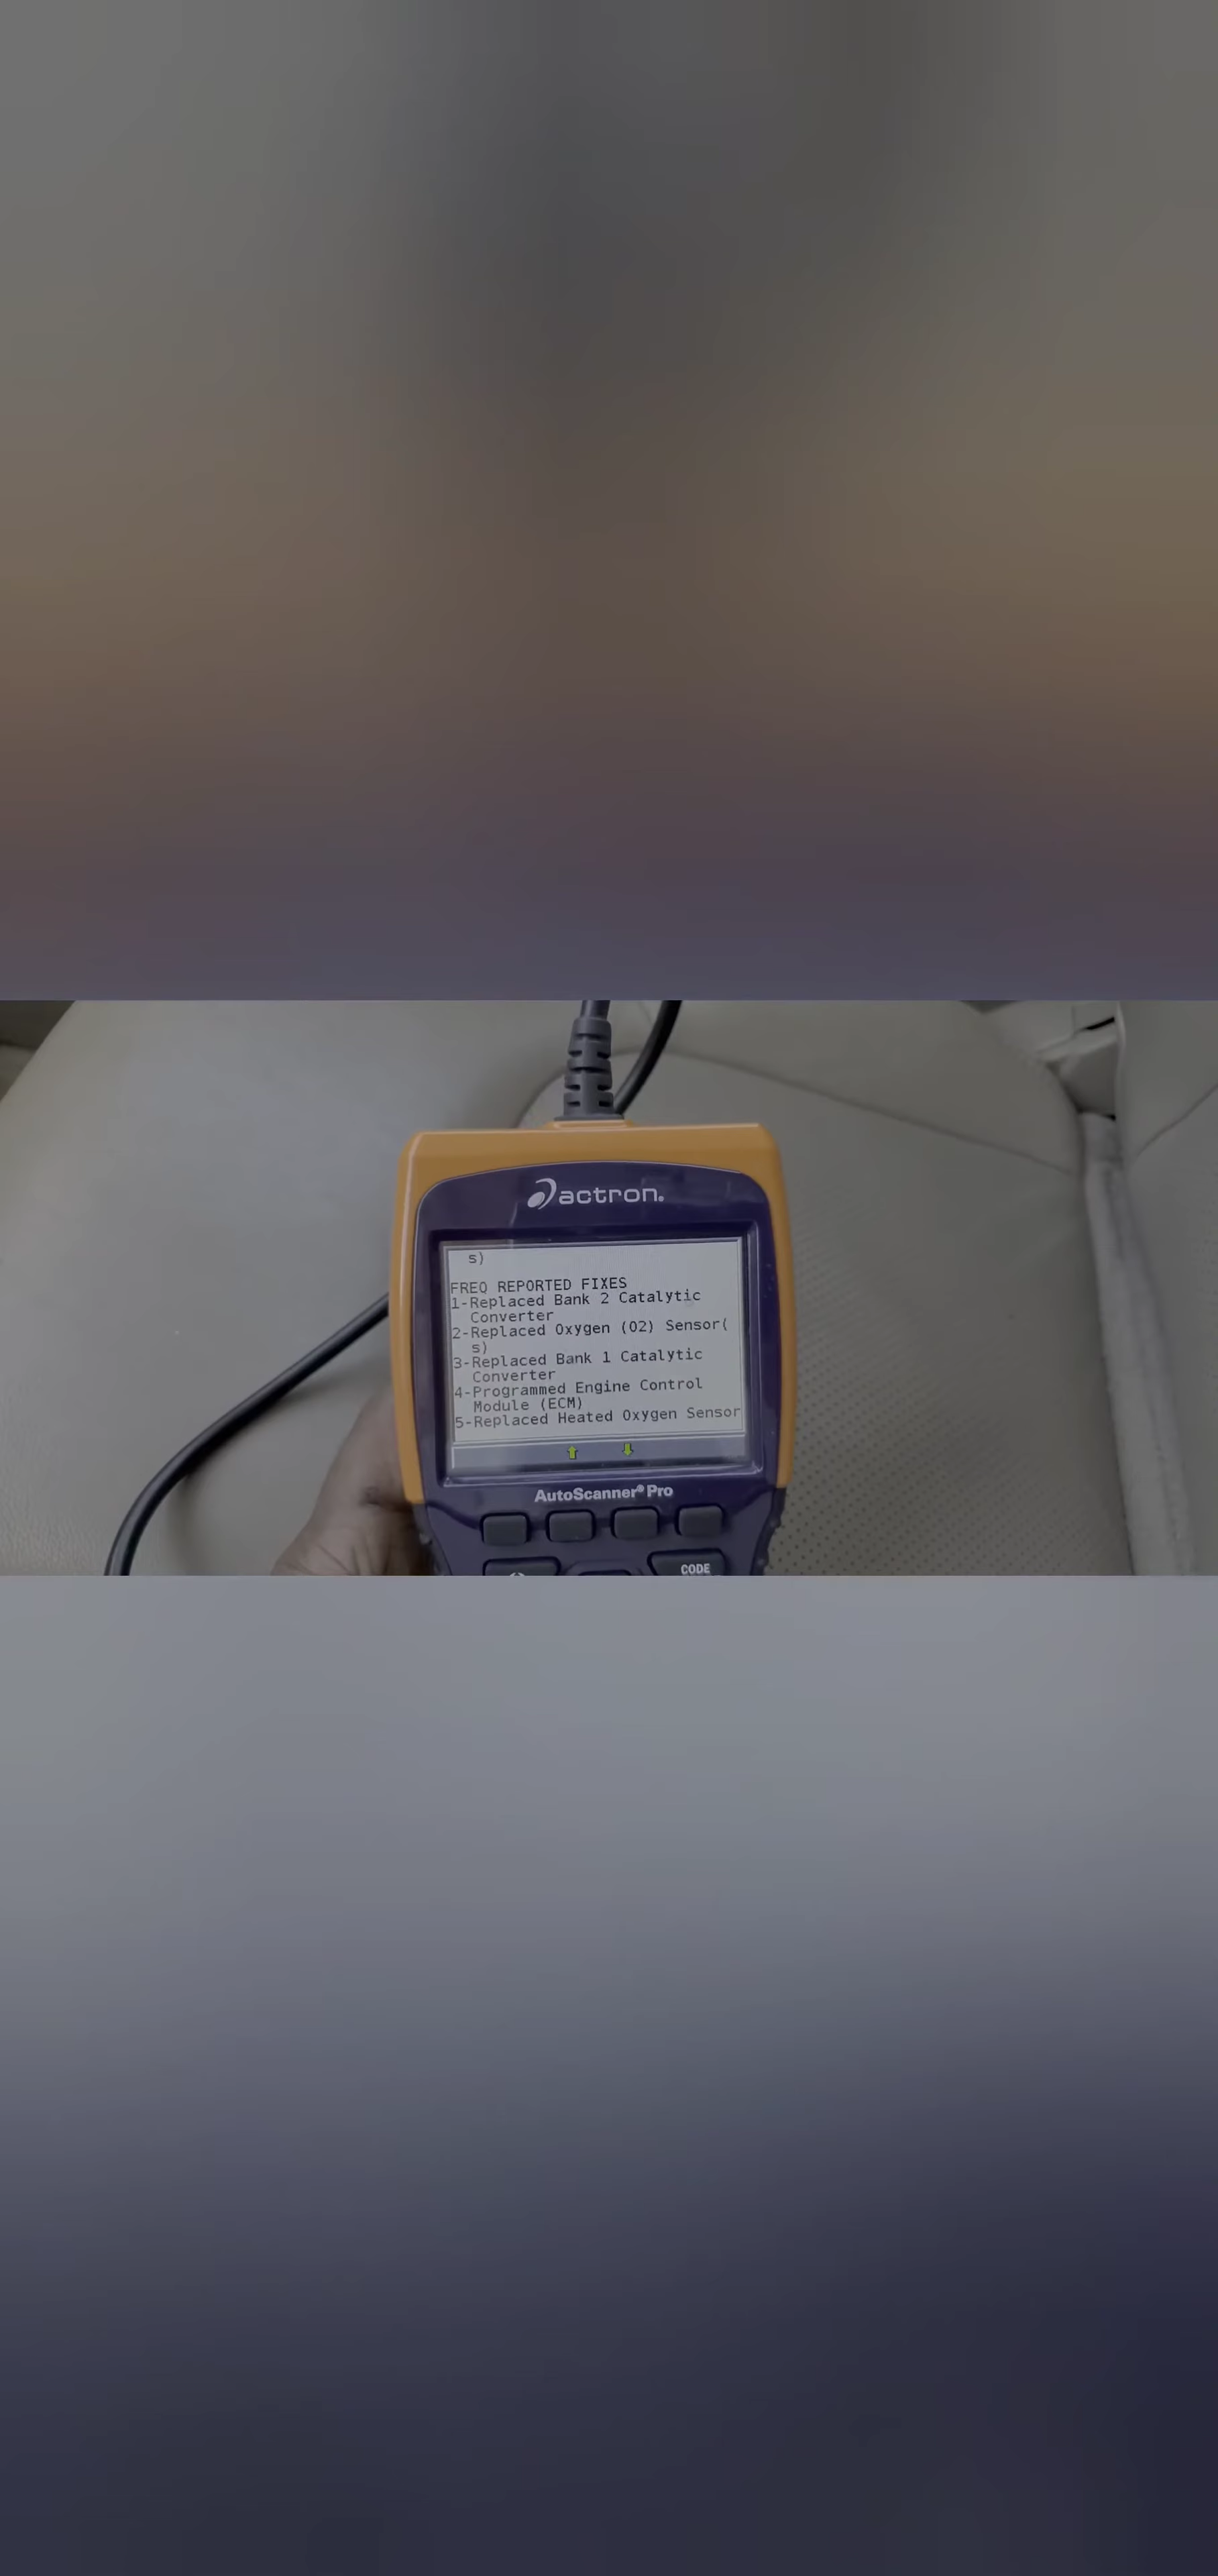 actron.
s)
FREQ REPORTED FIXES
1-Replaced Bank 2 Catalytic
Converter
2-Replaced Oxygen (O2) Sensor(
s)
3-Replaced Bank 1 Catalytic
Converter
4-Programmed Engine Control
Module (ECM)
5-Replaced Heated Oxygen Sensor
AutoScanner® Pro
CODE